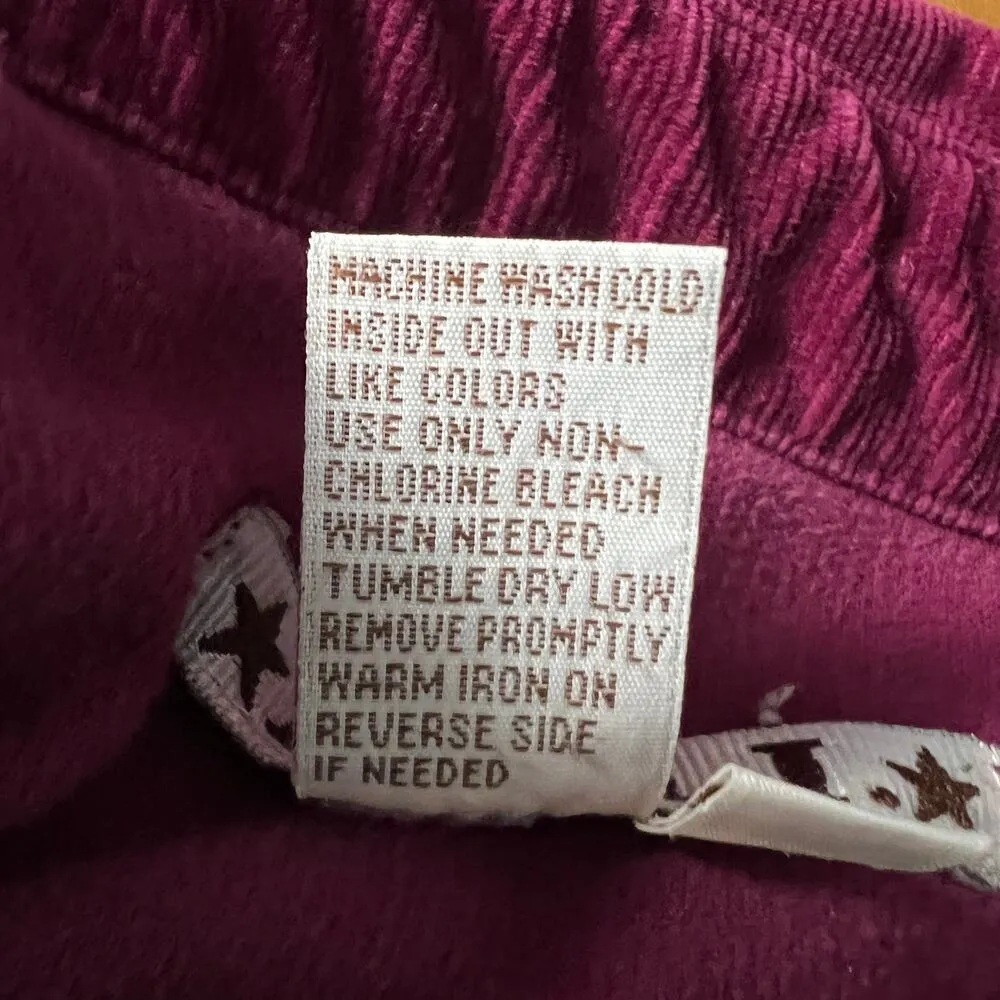 MACHINE WASH COLD
INSIDE OUT WITH
LIKE COLORS
USE ONLY NON-
CHLORINE BLEACH
WHEN NEEDED
TUMBLE DRY LOW
REMOVE PROMPTLY
WARM IRON ON
REVERSE SIDE
IF NEEDED